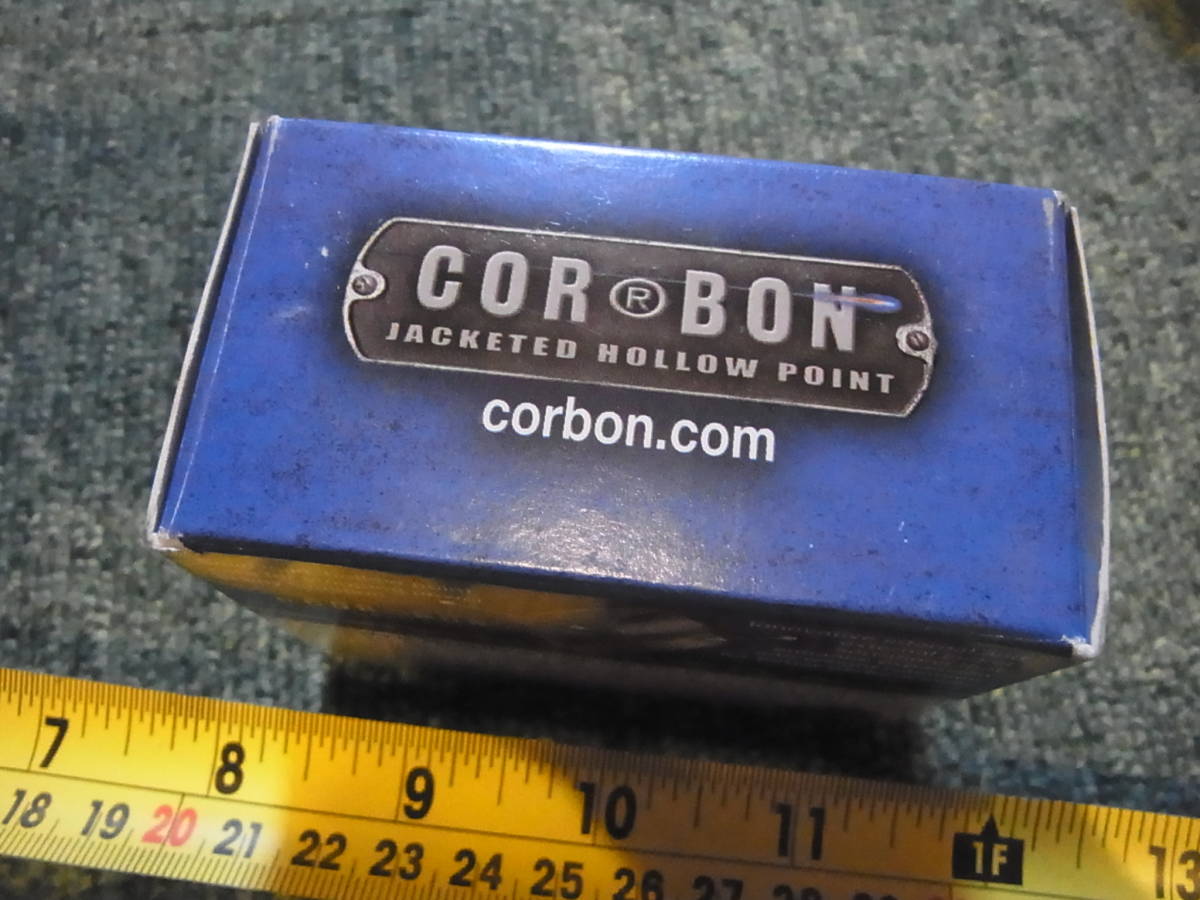 COR®BON
JACKETED HOLLOW POINT
corbon.com
7 8 9 10 11 1F 13
18 19 20 21 22 23 24 25 26 27